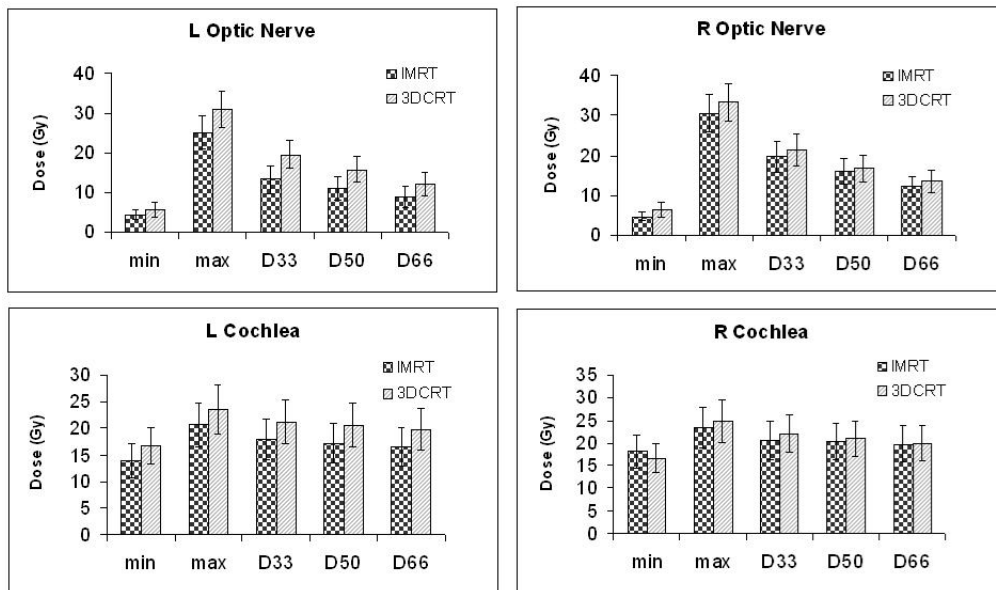 L Optic Nerve
IMRT
3DCRT
Dose (Gy)
40
30
20
10
0
min max D33 D50 D66
R Optic Nerve
IMRT
3DCRT
Dose (Gy)
40
30
20
10
0
min max D33 D50 D66
L Cochlea
IMRT
3DCRT
Dose (Gy)
30
25
20
15
10
5
0
min max D33 D50 D66
R Cochlea
IMRT
3DCRT
Dose (Gy)
35
30
25
20
15
10
5
0
min max D33 D50 D66